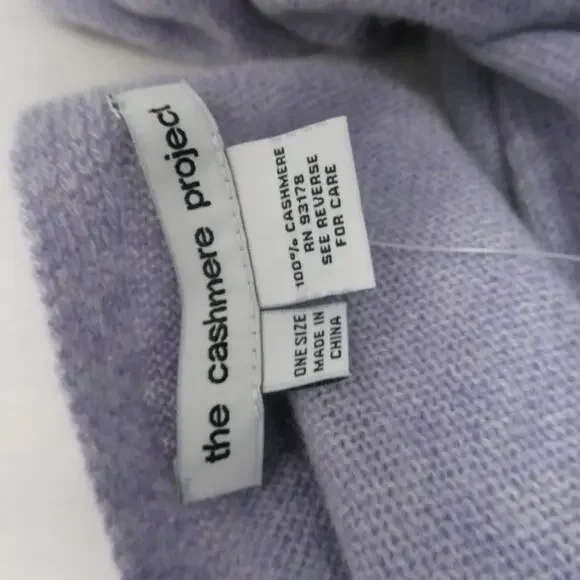 the cashmere project
100% CASHMERE
RN 93178
SEE REVERSE
FOR CARE
ONE SIZE
MADE IN
CHINA